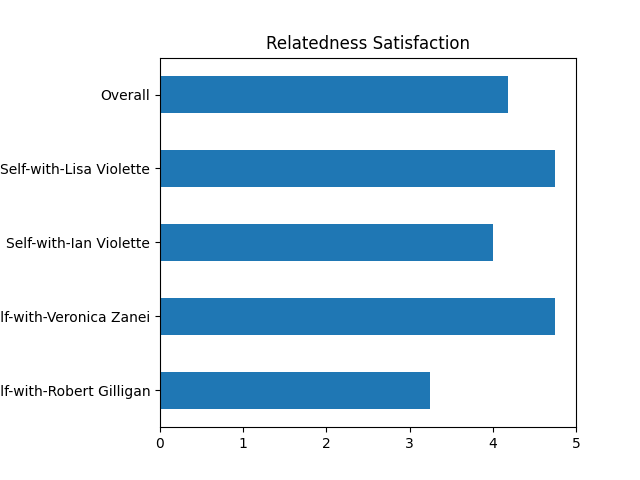 Relatedness Satisfaction
Overall
Self-with-Lisa Violette
Self-with-Ian Violette
lf-with-Veronica Zanei
lf-with-Robert Gilligan
0 1 2 3 4 5